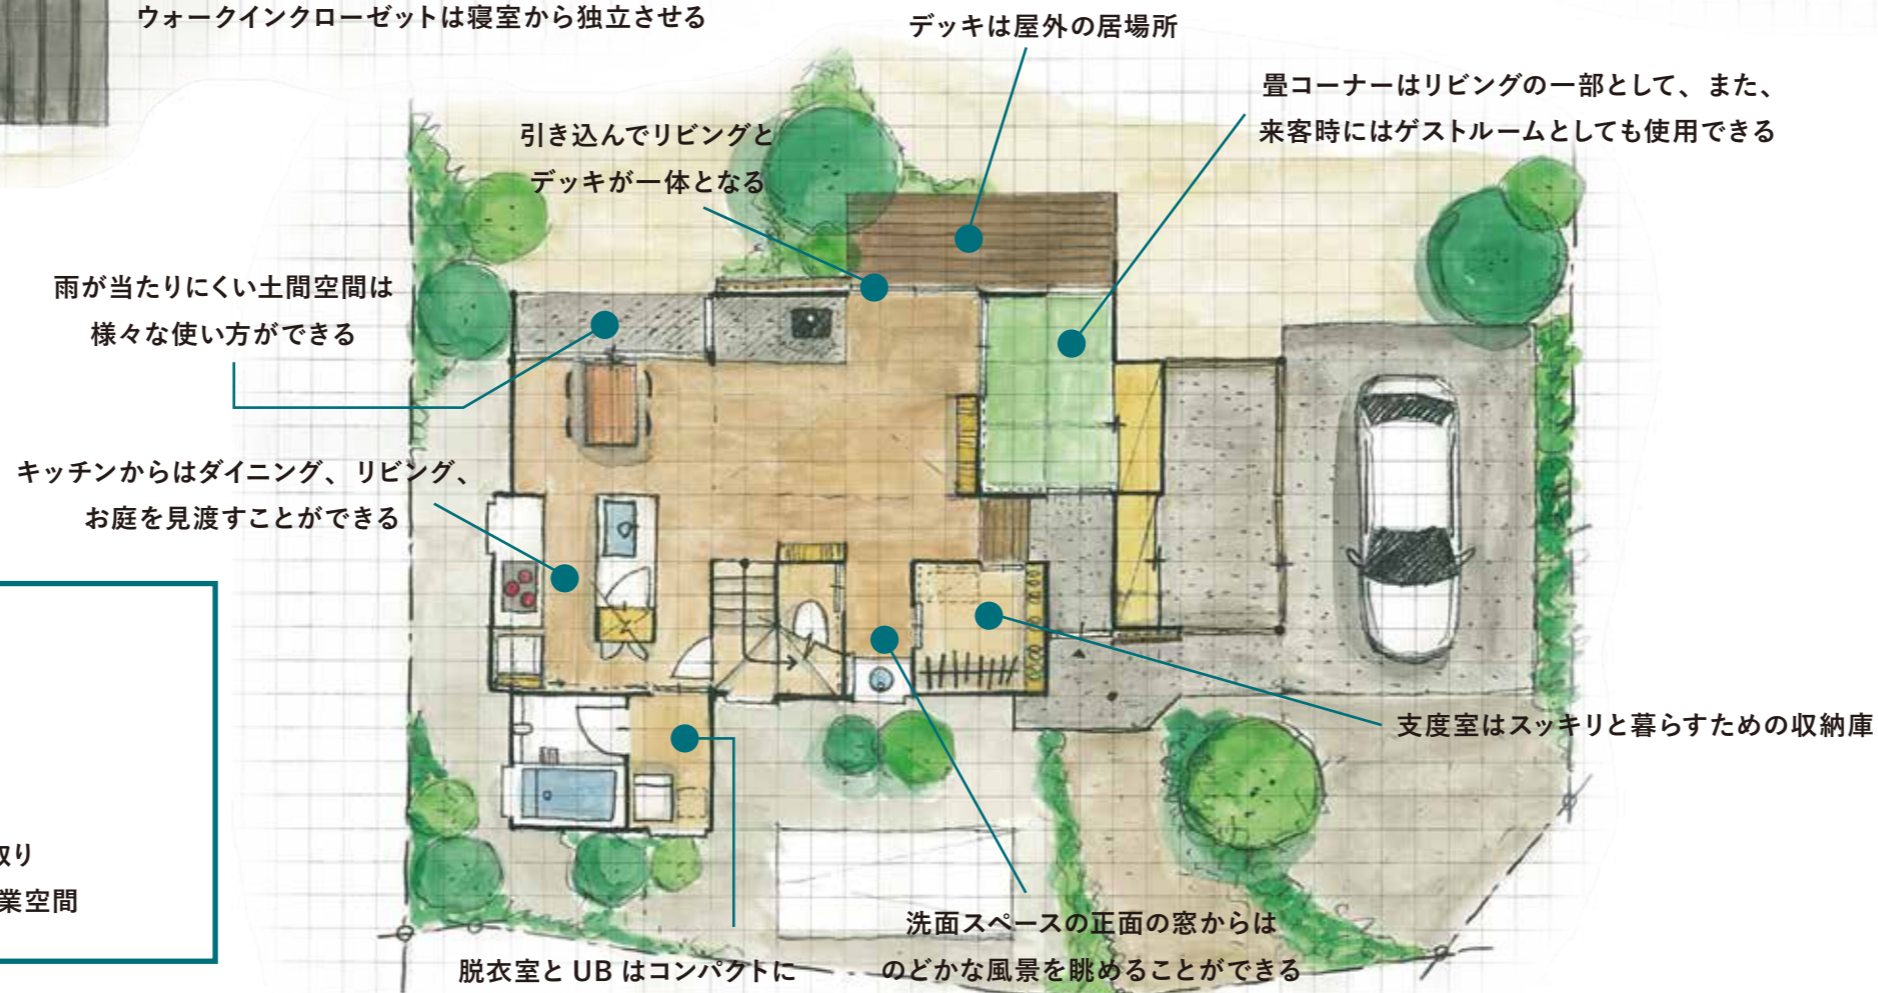 ウォークインクローゼットは寝室から独立させる
デッキは屋外の居場所
畳コーナーはリビングの一部として、また、
来客時にはゲストルームとしても使用できる
引き込んでリビングと
デッキが一体となる
雨が当たりにくい土間空間は
様々な使い方ができる
キッチンからはダイニング、リビング、
お庭を見渡すことができる
支度室はスッキリと暮らすための収納庫
取り
業空間
洗面スペースの正面の窓からは
のどかな風景を眺めることができる
脱衣室と UB はコンパクトに